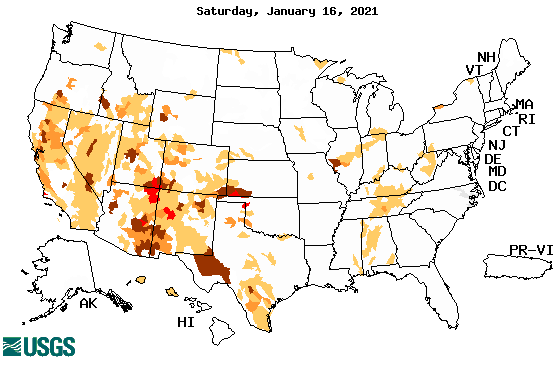 Saturday, January 16, 2021
NH
VT
MA
RI
CT
NJ
DE
MD
DC
PR-VI
AK
HI
USGS